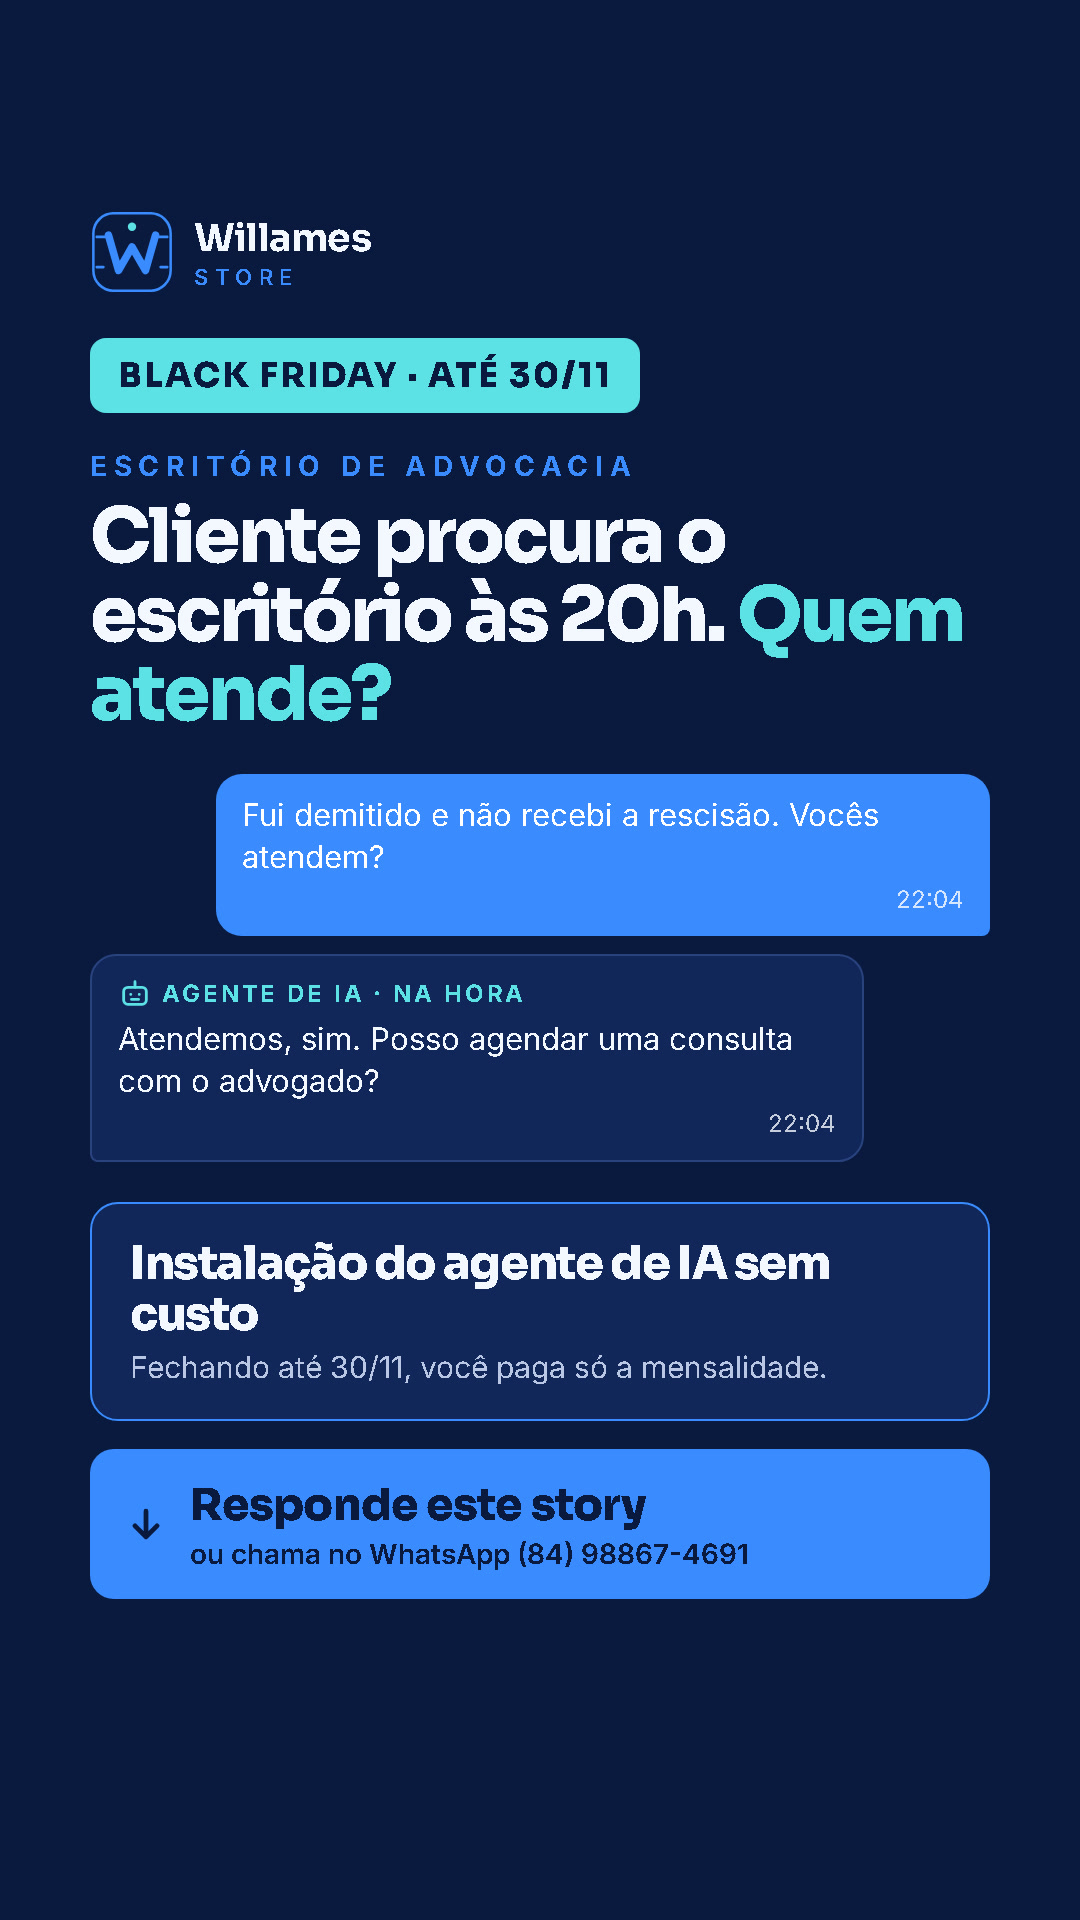 Willames
STORE
BLACK FRIDAY · ATÉ 30/11
ESCRITÓRIO DE ADVOCACIA
Cliente procura o
escritório às 20h. Quem
atende?
Fui demitido e não recebi a rescisão. Vocês
atendem?
22:04
AGENTE DE IA · NA HORA
Atendemos, sim. Posso agendar uma consulta
com o advogado?
22:04
Instalação do agente de IA sem
custo
Fechando até 30/11, você paga só a mensalidade.
Responde este story
ou chama no WhatsApp (84) 98867-4691